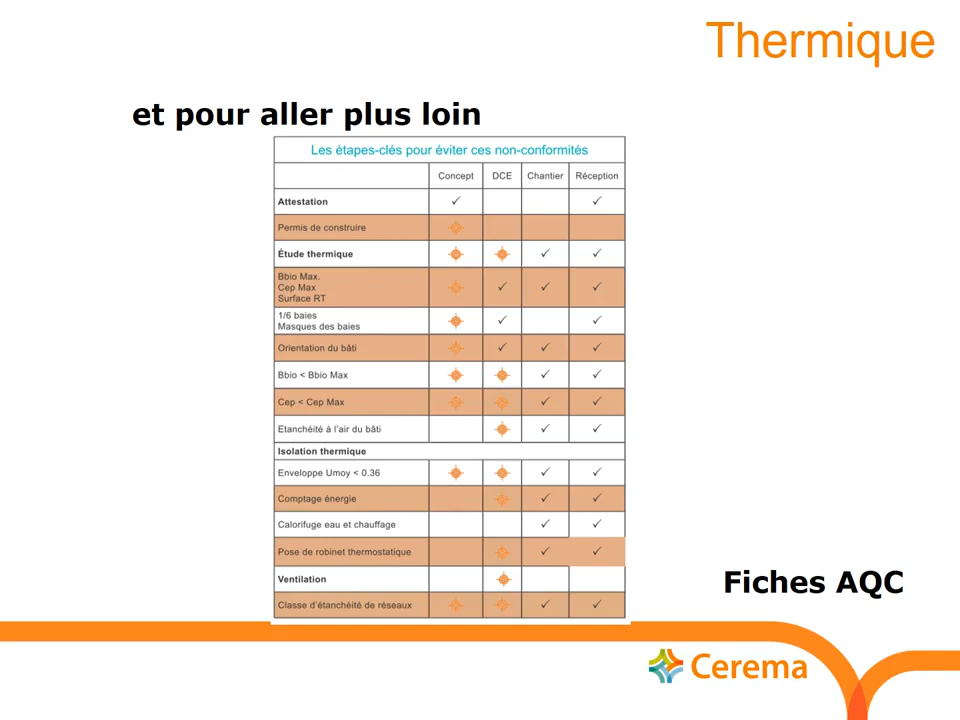 Thermique
et pour aller plus loin
Les étapes-clés pour éviter ces non-conformités
Concept DCE Chantier Réception
Attestation ✓ ✓
Permis de construire
Étude thermique ✓ ✓
Bbio Max.
Cep Max ✓ ✓ ✓
Surface RT
1/6 baies ✓ ✓
Masques des baies
Orientation du bâti ✓ ✓ ✓
Bbio < Bbio Max ✓ ✓
Cep < Cep Max ✓ ✓
Etanchéité à l'air du bâti ✓ ✓
Isolation thermique
Enveloppe Umoy < 0.36 ✓ ✓
Comptage énergie ✓ ✓
Calorifuge eau et chauffage ✓ ✓
Pose de robinet thermostatique ✓ ✓
Ventilation
Classe d'étanchéité de réseaux ✓ ✓
Fiches AQC
Cerema